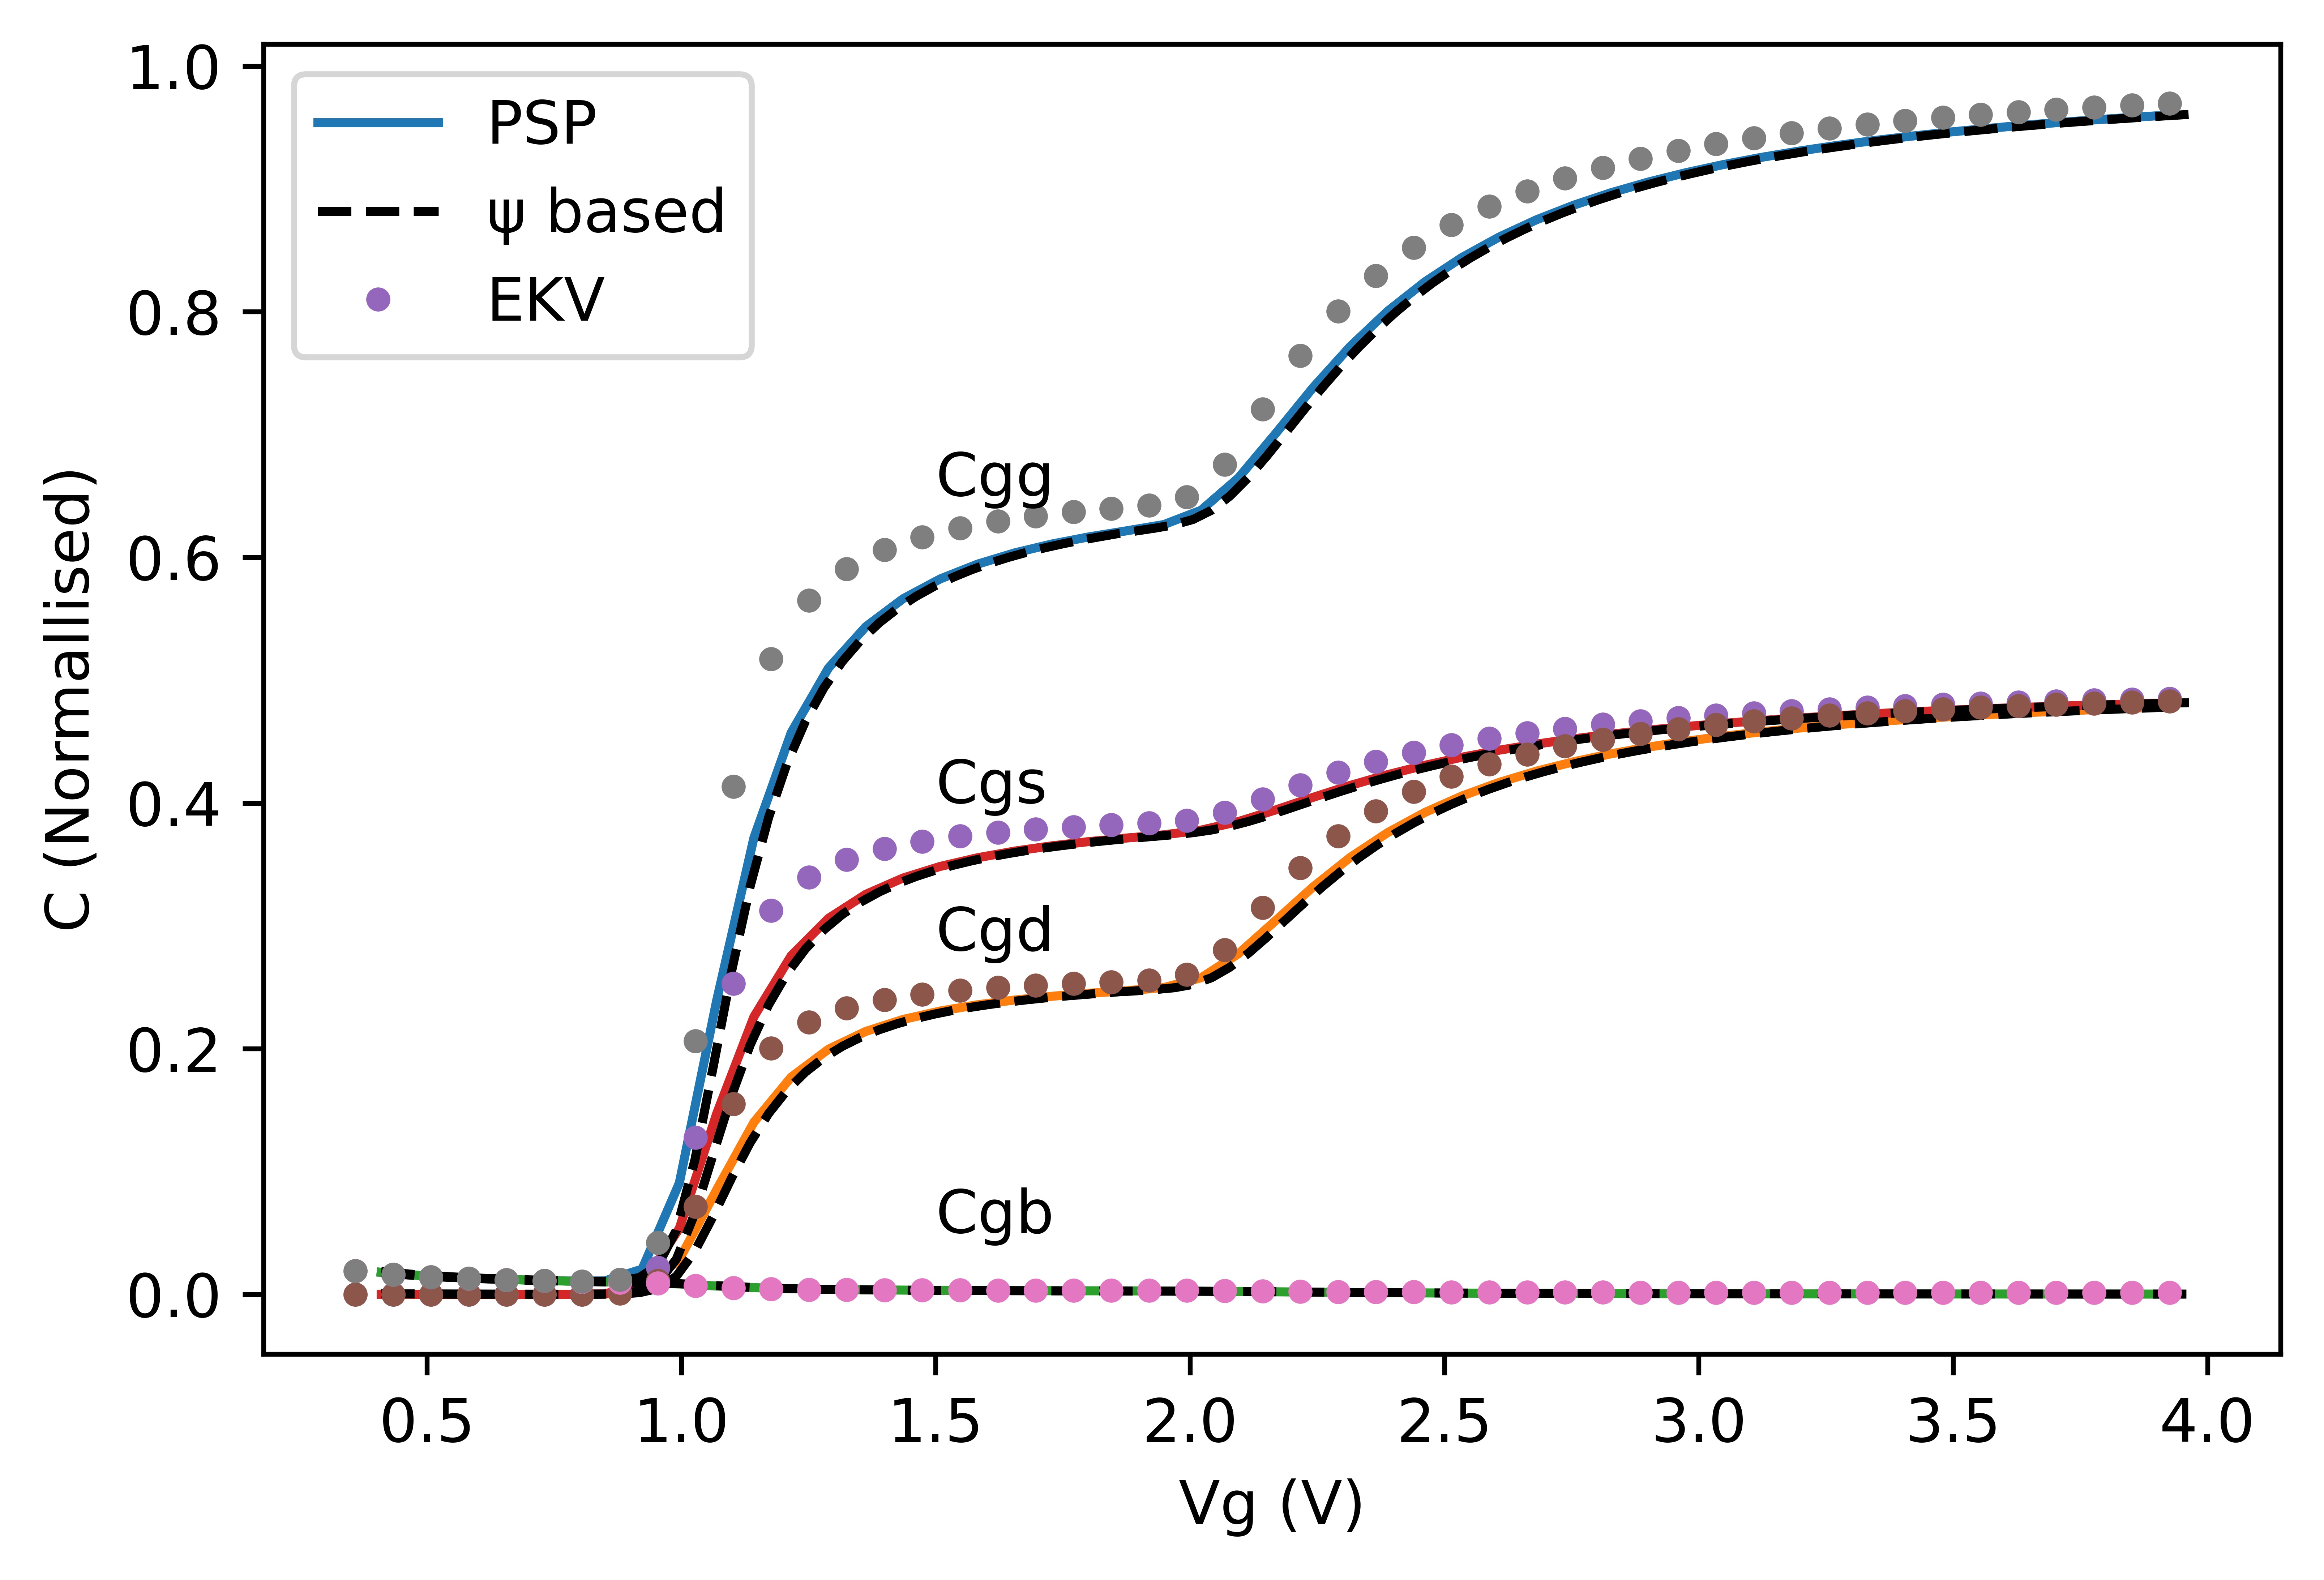 1.0
0.8
0.6
0.4
0.2
0.0
C (Normallised)
PSP
ψ based
EKV
Cgg
Cgs
Cgd
Cgb
0.5 1.0 1.5 2.0 2.5 3.0 3.5 4.0
Vg (V)